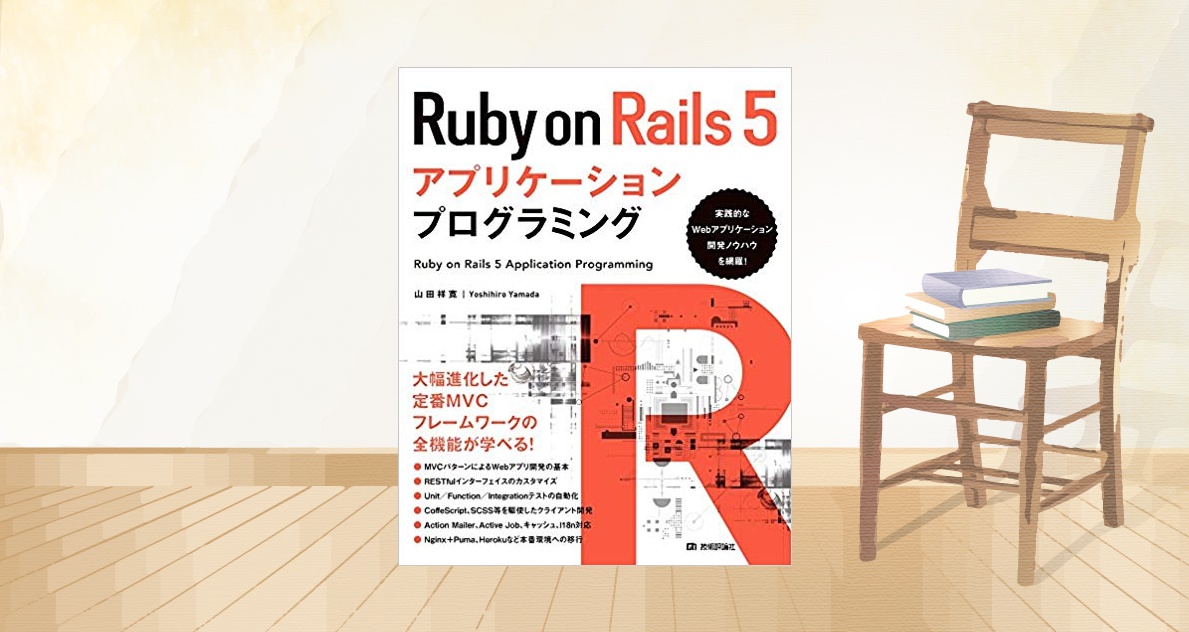 Ruby on Rails 5
アプリケーション
プログラミング
実践的な
Webアプリケーション
開発ノウハウ
を網羅!
Ruby on Rails 5 Application Programming
山田祥寛 | Yoshihiro Yamada
大幅進化した
定番MVC
フレームワークの
全機能が学べる!
MVCパターンによるWebアプリ開発の基本
RESTfulインターフェイスのカスタマイズ
Unit/Function/Integrationテストの自動化
CoffeScript、SCSS等を駆使したクライアント開発
Action Mailer、Active Job、キャッシュ、I18n対応
Nginx+Puma、Herokuなど本番環境への移行
技術評論社